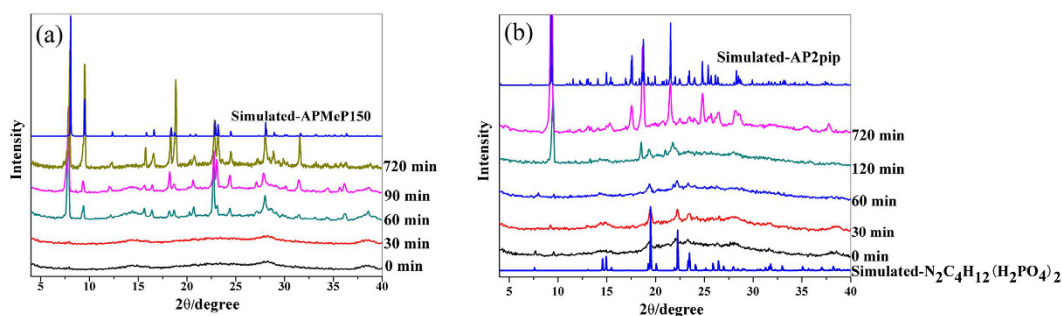 (a)
Simulated-APMeP150
720 min
90 min
60 min
30 min
0 min
Intensity
5 10 15 20 25 30 35 40
2θ/degree
(b)
Simulated-AP2pip
720 min
120 min
60 min
30 min
0 min
Simulated-N₂C₄H₁₂(H₂PO₄)₂
Intensity
5 10 15 20 25 30 35 40
2θ/degree